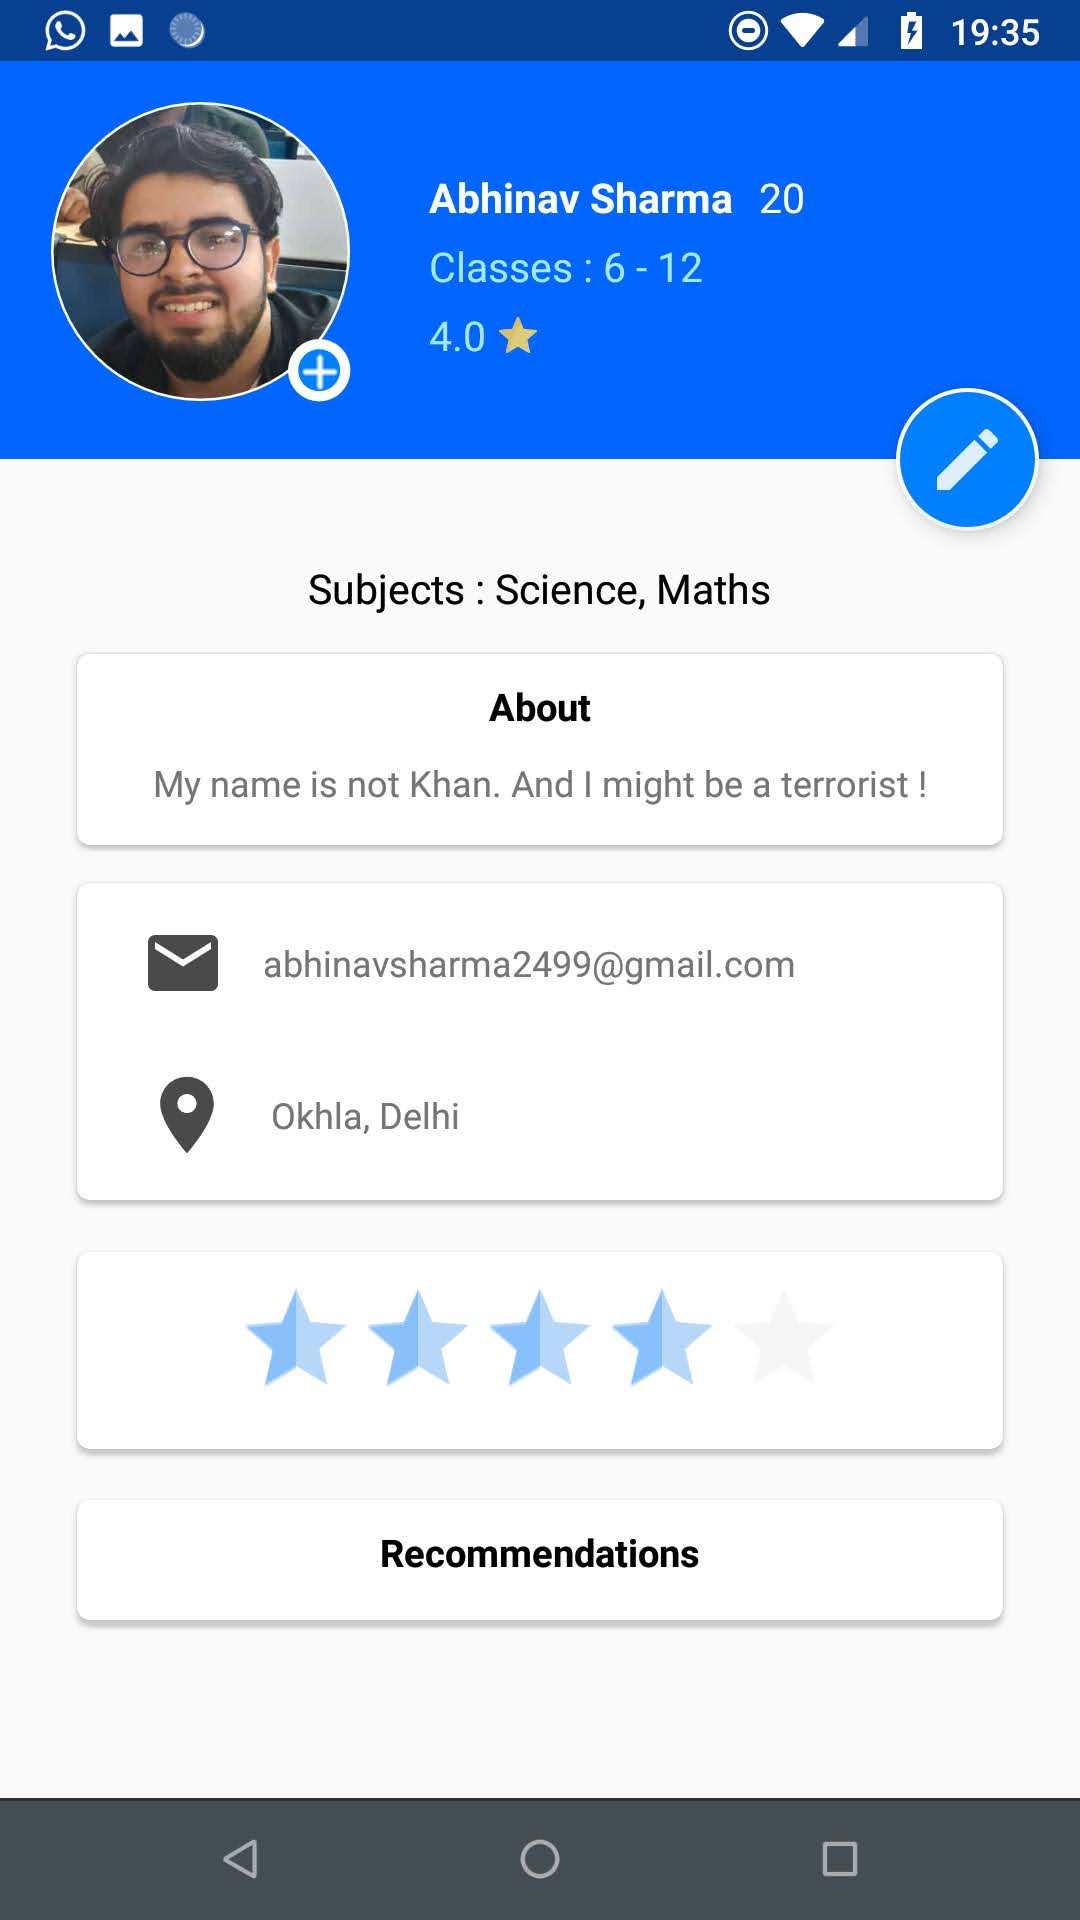 19:35
Abhinav Sharma 20
Classes : 6 - 12
4.0
Subjects : Science, Maths
About
My name is not Khan. And I might be a terrorist !
abhinavsharma2499@gmail.com
Okhla, Delhi
Recommendations